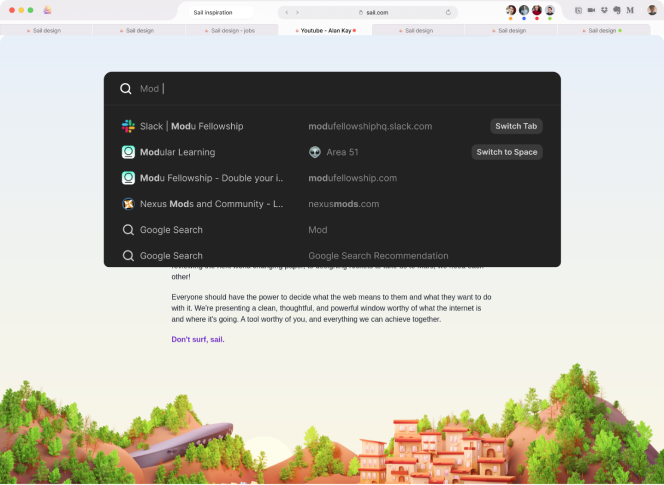 Sail inspiration
sail.com
Sail design
Sail design
Sail design - jobs
Youtube - Alan Kay
Sail design
Sail design
Sail design
Mod
Slack | Modu Fellowship modufellowshiphq.slack.com Switch Tab
Modular Learning Area 51 Switch to Space
Modu Fellowship - Double your i.. modufellowship.com
Nexus Mods and Community - L.. nexusmods.com
Google Search Mod
Google Search Google Search Recommendation
other!
Everyone should have the power to decide what the web means to them and what they want to do
with it. We're presenting a clean, thoughtful, and powerful window worthy of what the internet is
and where it's going. A tool worthy of you, and everything we can achieve together.
Don't surf, sail.